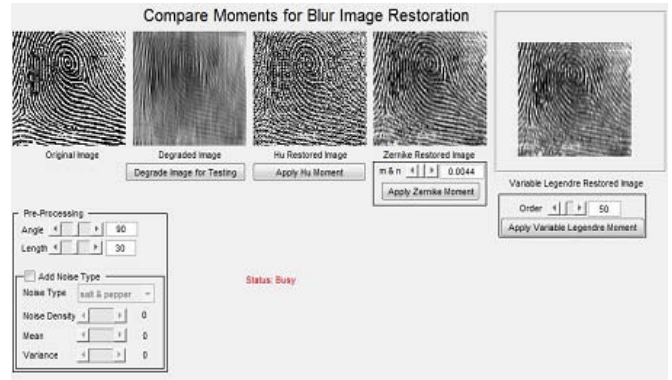 Compare Moments for Blur Image Restoration
Original Image
Degraded Image
Hu Restored Image
Zernike Restored Image
Degrade Image for Testing
Apply Hu Moment
m & n 0.0044
Apply Zernike Moment
Variable Legendre Restored Image
Order 50
Apply Variable Legendre Moment
Pre-Processing
Angle 90
Length 30
Add Noise Type
Noise Type salt & pepper
Noise Density 0
Mean 0
Variance 0
Status: Busy